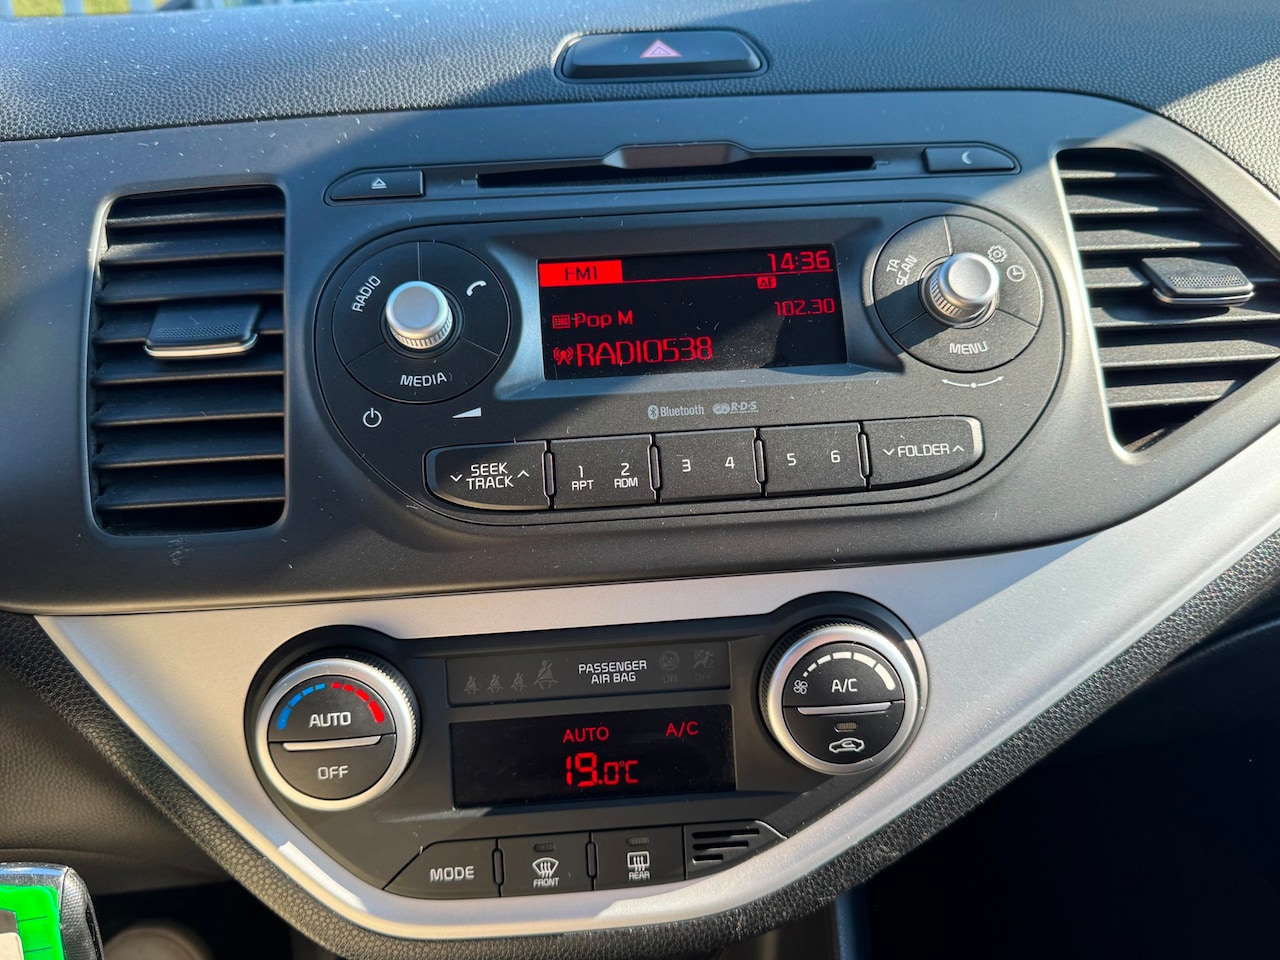 FM1
14:36
AF
Pop M
102.30
RADIO538
RADIO
MEDIA
TA
SCAN
MENU
Bluetooth
R·D·S
SEEK
TRACK
1
RPT
2
RDM
3
4
5
6
FOLDER
PASSENGER
AIR BAG
AUTO
OFF
AUTO
A/C
19.0°C
A/C
MODE
FRONT
REAR